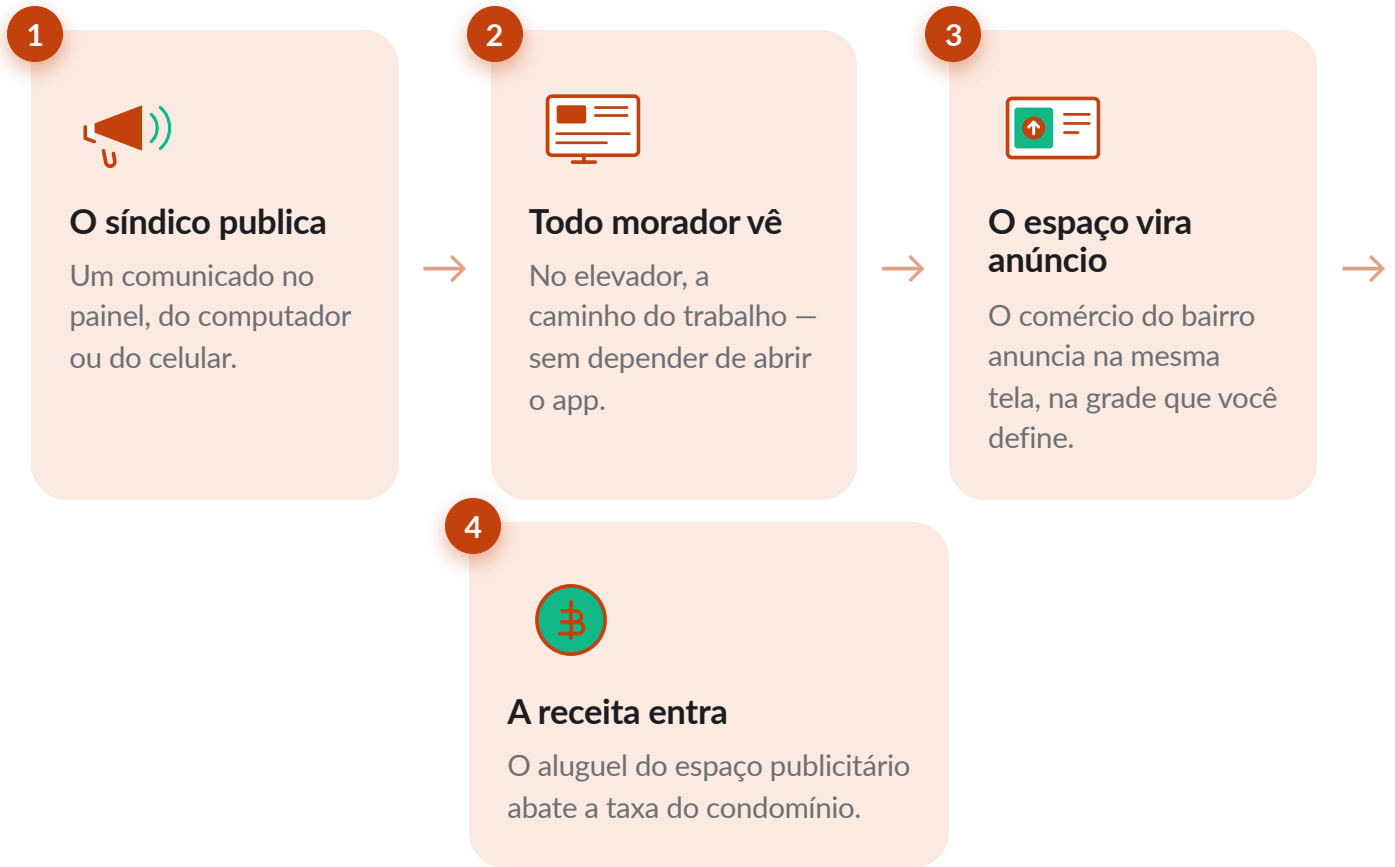 1
O síndico publica
Um comunicado no
painel, do computador
ou do celular.
2
Todo morador vê
No elevador, a
caminho do trabalho —
sem depender de abrir
o app.
3
O espaço vira
anúncio
O comércio do bairro
anuncia na mesma
tela, na grade que você
define.
4
A receita entra
O aluguel do espaço publicitário
abate a taxa do condomínio.